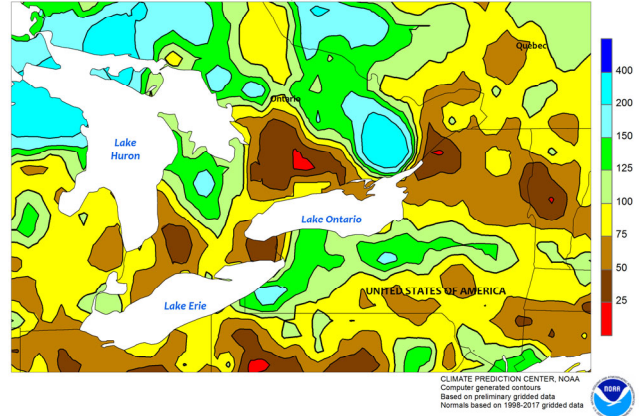 Québec
Ontario
Lake
Huron
Lake Ontario
Lake Erie
UNITED STATES OF AMERICA
400
200
150
125
100
75
50
25
CLIMATE PREDICTION CENTER, NOAA
Computer generated contours
Based on preliminary gridded data
Normals based on 1998-2017 gridded data
NOAA